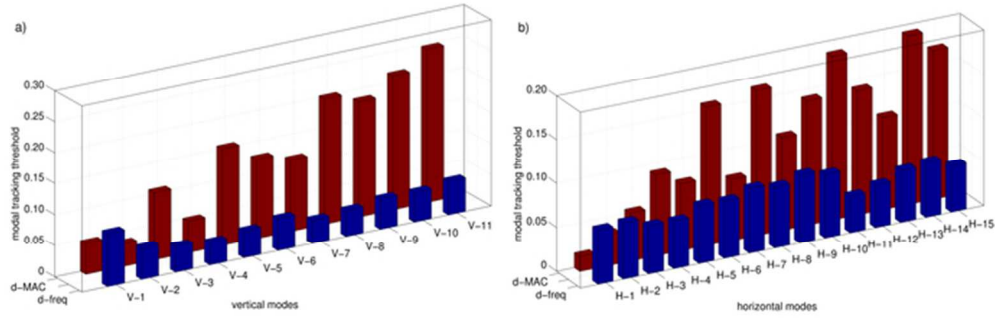 a)
modal tracking threshold
0.30
0.25
0.20
0.15
0.10
0.05
0
d-MAC
d-freq
V-1
V-2
V-3
V-4
V-5
V-6
V-7
V-8
V-9
V-10
V-11
vertical modes
b)
modal tracking threshold
0.20
0.15
0.10
0.05
0
d-MAC
d-freq
H-1
H-2
H-3
H-4
H-5
H-6
H-7
H-8
H-9
H-10
H-11
H-12
H-13
H-14
H-15
horizontal modes